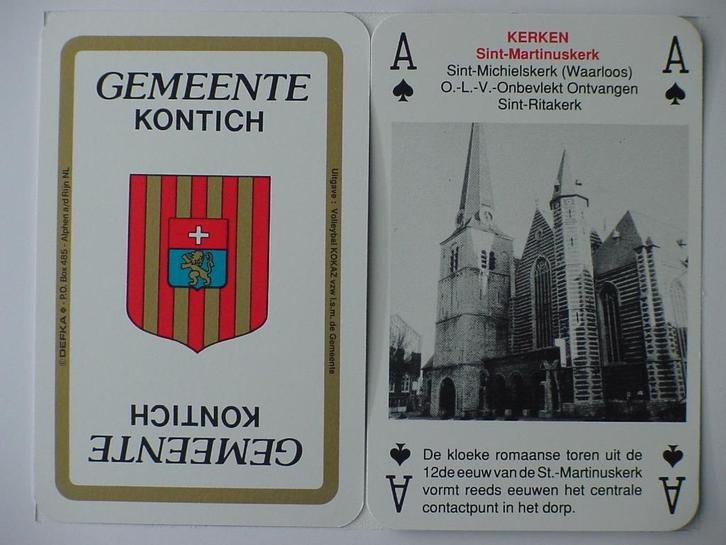 GEMEENTE
KONTICH
©DEFKA P.O. Box 485 - Alphen a/d Rijn NL
Uitgave : Volleybal KOKAZ vzw i.s.m. de Gemeente
KONTICH
GEMEENTE
A
KERKEN
Sint-Martinuskerk
Sint-Michielskerk (Waarloos)
O.-L.-V.-Onbevlekt Ontvangen
Sint-Ritakerk
A
De kloeke romaanse toren uit de
12de eeuw van de St.-Martinuskerk
vormt reeds eeuwen het centrale
contactpunt in het dorp.
A
A